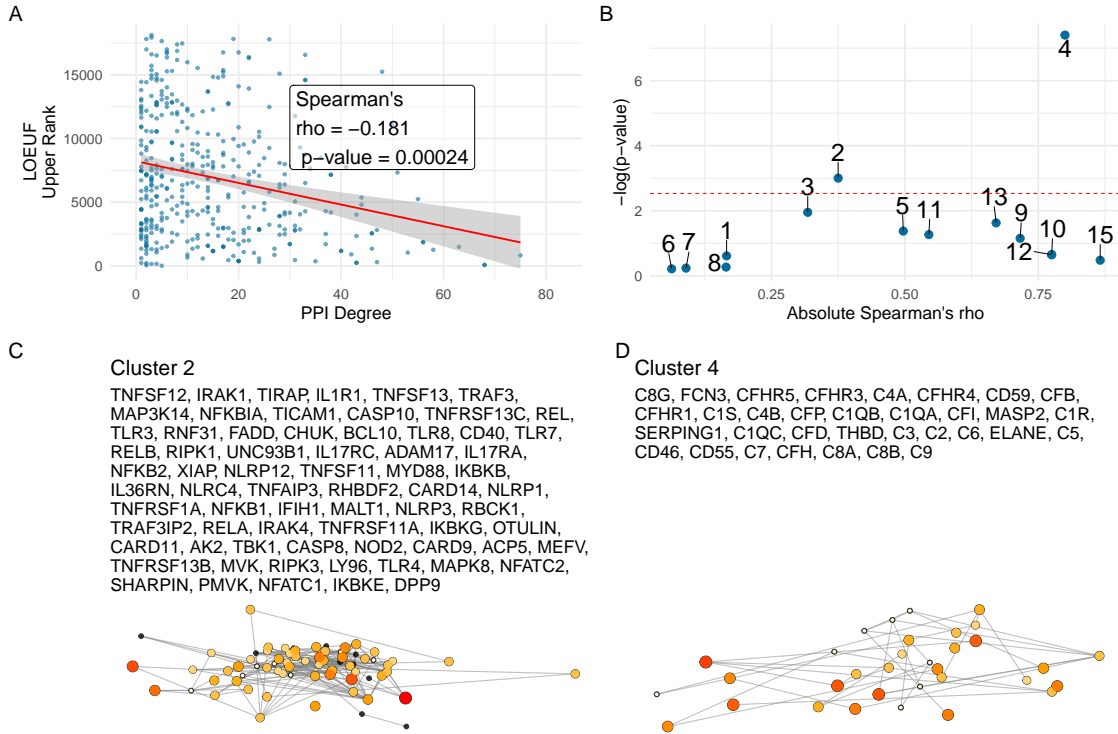 A
LOEUF
Upper Rank
15000
10000
5000
0
Spearman's
rho = −0.181
p−value = 0.00024
0
20
40
60
80
PPI Degree
B
−log(p−value)
6
4
2
0
4
2
3
5
11
13
9
10
12
15
1
6
7
8
0.25
0.50
0.75
Absolute Spearman's rho
C
Cluster 2
TNFSF12, IRAK1, TIRAP, IL1R1, TNFSF13, TRAF3,
MAP3K14, NFKBIA, TICAM1, CASP10, TNFRSF13C, REL,
TLR3, RNF31, FADD, CHUK, BCL10, TLR8, CD40, TLR7,
RELB, RIPK1, UNC93B1, IL17RC, ADAM17, IL17RA,
NFKB2, XIAP, NLRP12, TNFSF11, MYD88, IKBKB,
IL36RN, NLRC4, TNFAIP3, RHBDF2, CARD14, NLRP1,
TNFRSF1A, NFKB1, IFIH1, MALT1, NLRP3, RBCK1,
TRAF3IP2, RELA, IRAK4, TNFRSF11A, IKBKG, OTULIN,
CARD11, AK2, TBK1, CASP8, NOD2, CARD9, ACP5, MEFV,
TNFRSF13B, MVK, RIPK3, LY96, TLR4, MAPK8, NFATC2,
SHARPIN, PMVK, NFATC1, IKBKE, DPP9
D
Cluster 4
C8G, FCN3, CFHR5, CFHR3, C4A, CFHR4, CD59, CFB,
CFHR1, C1S, C4B, CFP, C1QB, C1QA, CFI, MASP2, C1R,
SERPING1, C1QC, CFD, THBD, C3, C2, C6, ELANE, C5,
CD46, CD55, C7, CFH, C8A, C8B, C9